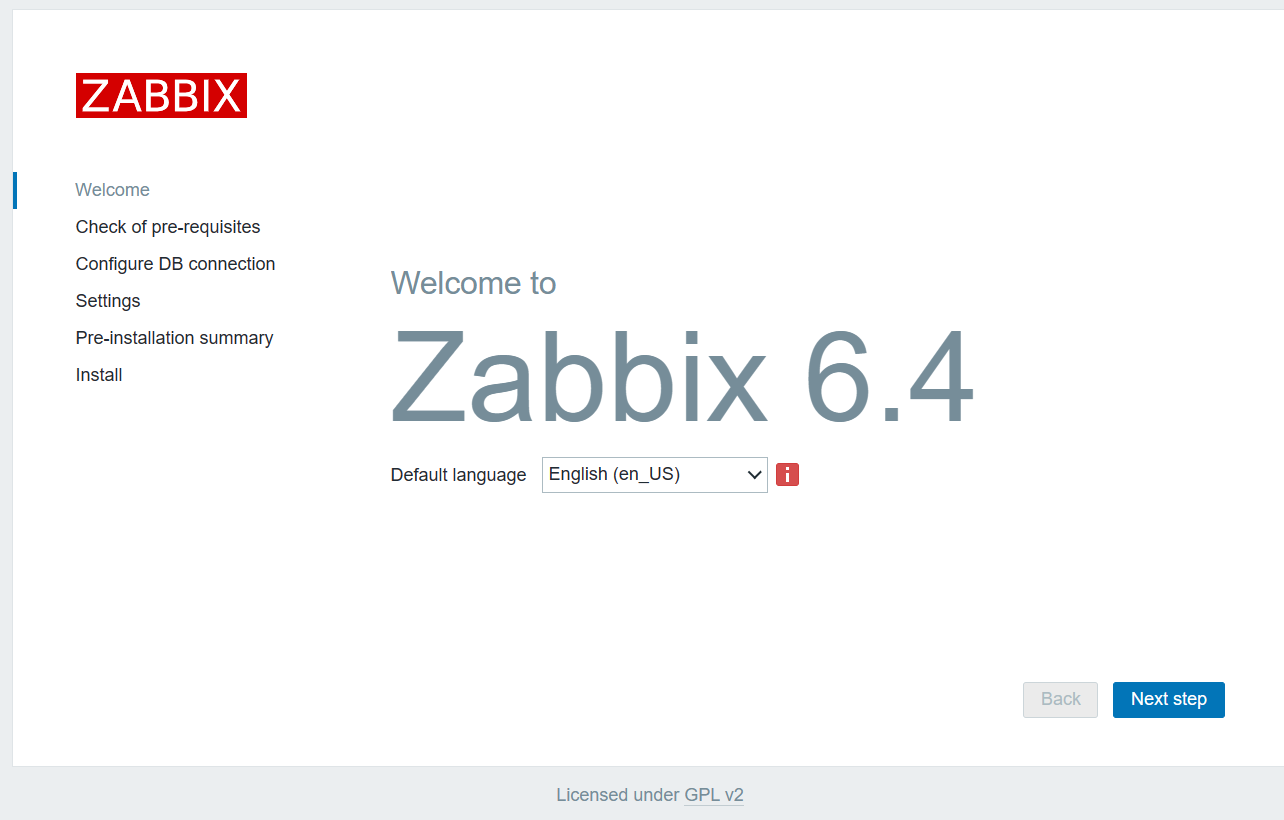 ZABBIX
Welcome
Check of pre-requisites
Configure DB connection
Settings
Pre-installation summary
Install
Welcome to
Zabbix 6.4
Default language English (en_US) i
Back Next step
Licensed under GPL v2